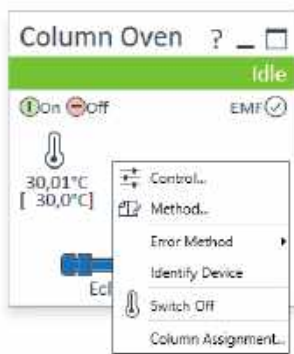 Column Oven ?
Idle
On Off EMF
30,01°C
[ 30,0°C]
Control...
Method...
Error Method
Identify Device
Switch Off
Column Assignment...
Ecl